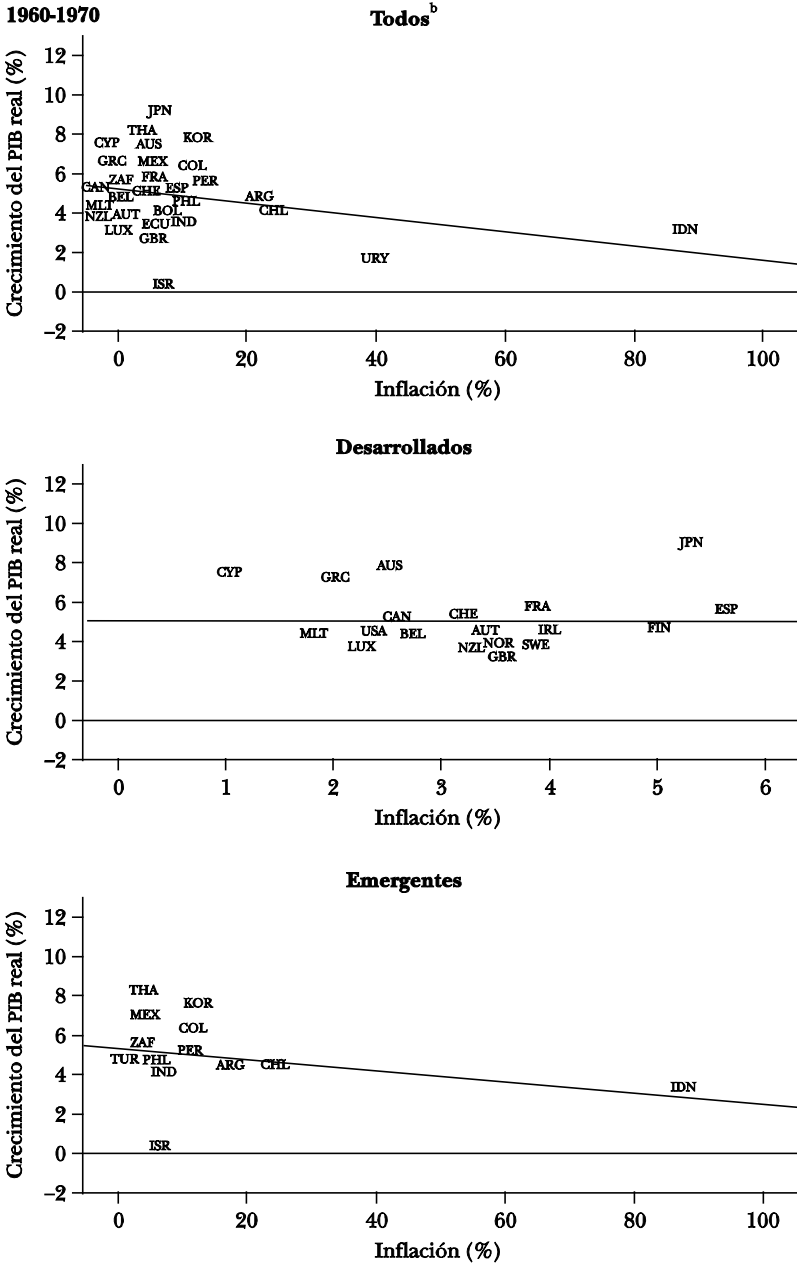 1960-1970
Todosᵇ
Crecimiento del PIB real (%)
12
10
8
6
4
2
0
–2
JPN
THA
CYP
AUS
KOR
GRC
MEX
COL
ZAF
FRA
PER
CAN
CHE
ESP
BEL
PHL
ARG
MLT
BOL
CHL
NZL
AUT
ECU
IND
LUX
GBR
IDN
URY
ISR
0
20
40
60
80
100
Inflación (%)
Desarrollados
Crecimiento del PIB real (%)
12
10
8
6
4
2
0
–2
JPN
AUS
CYP
GRC
FRA
ESP
CAN
CHE
MLT
USA
BEL
AUT
IRL
FIN
LUX
NZL
NOR
SWE
GBR
0
1
2
3
4
5
6
Inflación (%)
Emergentes
Crecimiento del PIB real (%)
12
10
8
6
4
2
0
–2
THA
KOR
MEX
COL
ZAF
PER
TUR
PHL
IND
ARG
CHL
IDN
ISR
0
20
40
60
80
100
Inflación (%)